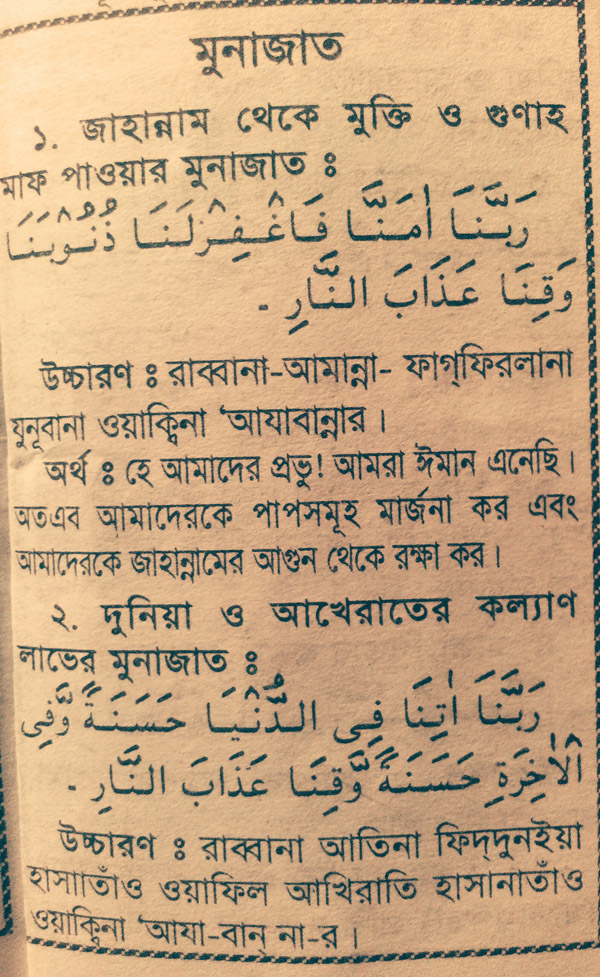 মুনাজাত
১. জাহান্নাম থেকে মুক্তি ও গুণাহ
মাফ পাওয়ার মুনাজাত ঃ
رَبَّنَا اٰمَنَّا فَاغْفِرْلَنَا ذُنُوْبَنَا
وَقِنَا عَذَابَ النَّارِ ۔
উচ্চারণ ঃ রাব্বানা-আমান্না- ফাগ্‌ফিরলানা
যুনূবানা ওয়াক্বিনা ‘আযাবান্নার।
অর্থ ঃ হে আমাদের প্রভু! আমরা ঈমান এনেছি।
অতএব আমাদেরকে পাপসমূহ মার্জনা কর এবং
আমাদেরকে জাহান্নামের আগুন থেকে রক্ষা কর।
২. দুনিয়া ও আখেরাতের কল্যাণ
লাভের মুনাজাত ঃ
رَبَّنَا اٰتِنَا فِى الدُّنْيَا حَسَنَةً وَّفِى
الْاٰخِرَةِ حَسَنَةً وَّقِنَا عَذَابَ النَّارِ ۔
উচ্চারণ ঃ রাব্বানা আতিনা ফিদ্‌দুনইয়া
হাসাাতাঁও ওয়াফিল আখিরাতি হাসানাতাঁও
ওয়াক্বিনা ‘আযা-বান্ না-র।